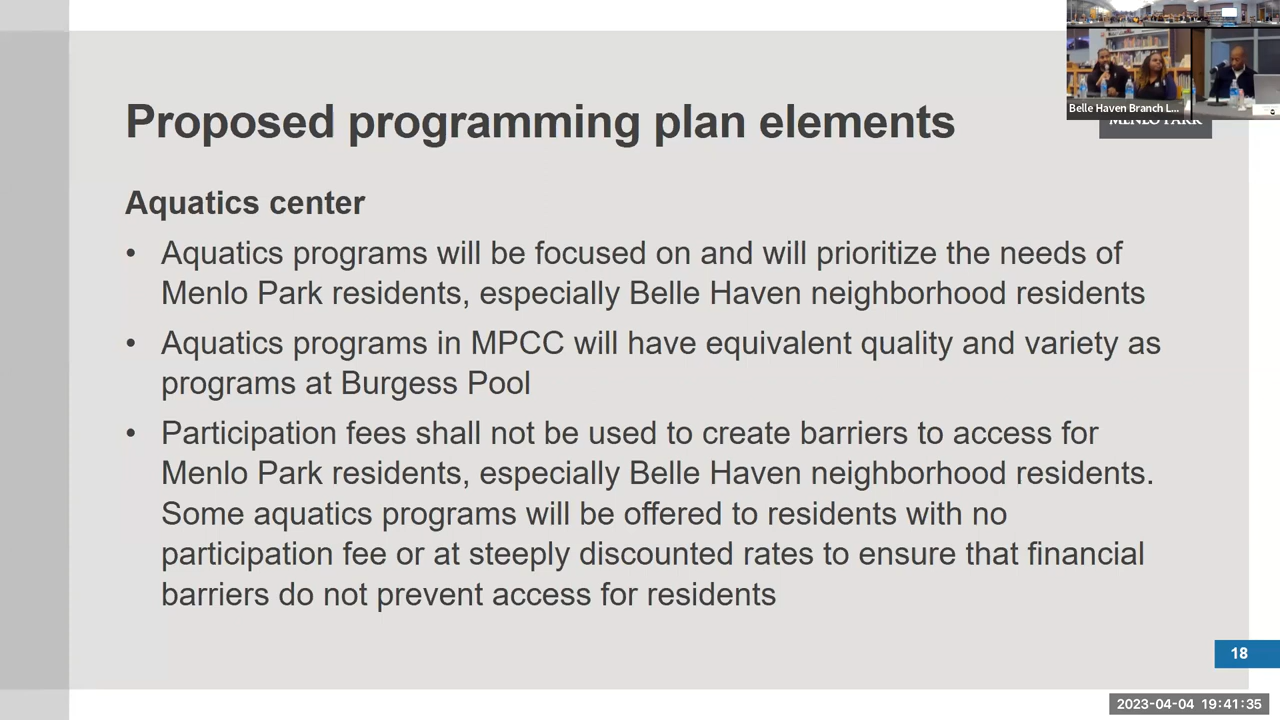 Proposed programming plan elements
Belle Haven Branch L...
MENLO PARK
Aquatics center
• Aquatics programs will be focused on and will prioritize the needs of
Menlo Park residents, especially Belle Haven neighborhood residents
• Aquatics programs in MPCC will have equivalent quality and variety as
programs at Burgess Pool
• Participation fees shall not be used to create barriers to access for
Menlo Park residents, especially Belle Haven neighborhood residents.
Some aquatics programs will be offered to residents with no
participation fee or at steeply discounted rates to ensure that financial
barriers do not prevent access for residents
18
2023-04-04 19:41:35